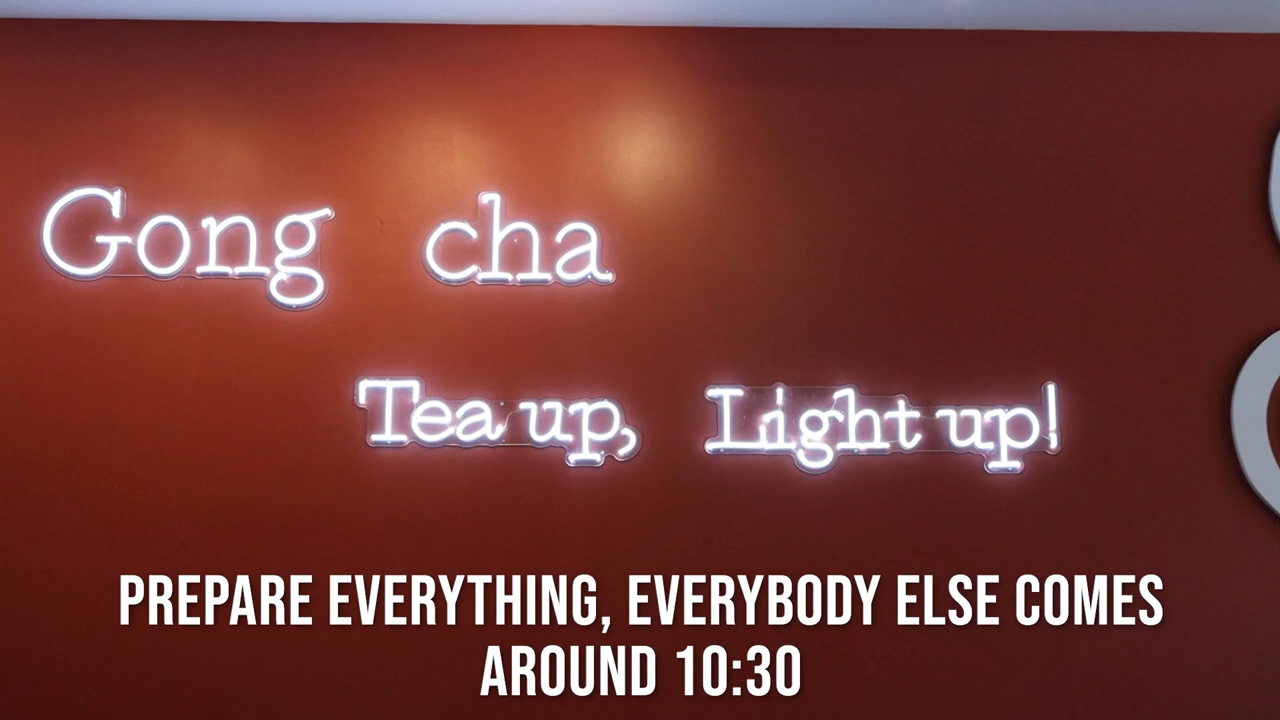 Gong cha
Tea up, Light up!
PREPARE EVERYTHING, EVERYBODY ELSE COMES
AROUND 10:30